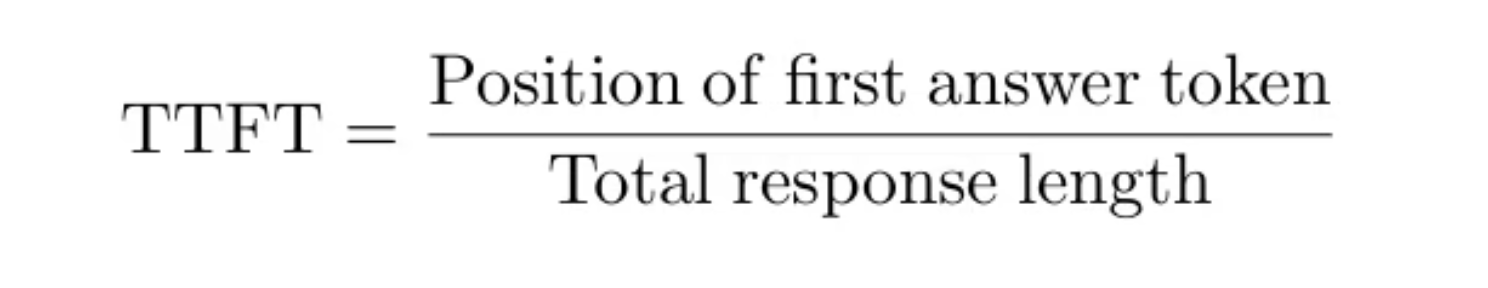 TTFT = Position of first answer token
Total response length